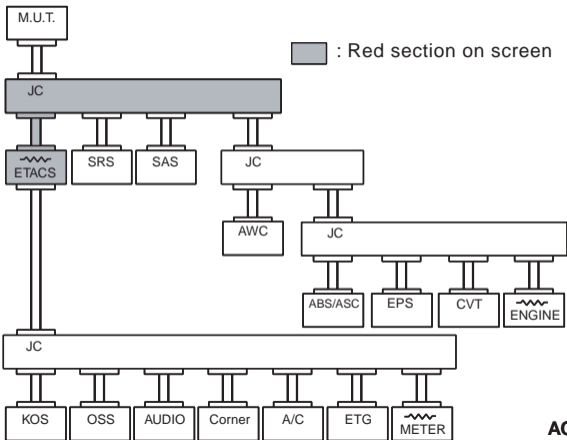 M.U.T.
: Red section on screen
JC
ETACS
SRS
SAS
JC
AWC
JC
ABS/ASC
EPS
CVT
ENGINE
JC
KOS
OSS
AUDIO
Corner
A/C
ETG
METER